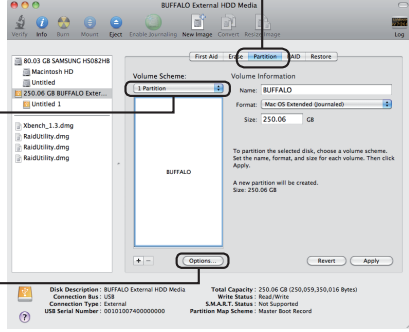 BUFFALO External HDD Media
Verify Info Burn Mount Eject Enable Journaling New Image Convert Resize Image Log
First Aid Erase Partition RAID Restore
80.03 GB SAMSUNG HS082HB
Macintosh HD
Untitled
250.06 GB BUFFALO Exter...
Untitled 1
Xbench_1.3.dmg
RaidUtility.dmg
RaidUtility.dmg
RaidUtility.dmg
Volume Scheme:
1 Partition
BUFFALO
Volume Information
Name: BUFFALO
Format: Mac OS Extended (Journaled)
Size: 250.06 GB
To partition the selected disk, choose a volume scheme.
Set the name, format, and size for each volume. Then click
Apply.
A new partition will be created.
Size: 250.06 GB
+ - Options... Revert Apply
Disk Description : BUFFALO External HDD Media
Connection Bus : USB
Connection Type : External
USB Serial Number : 00101007400000000
Total Capacity : 250.06 GB (250,059,350,016 Bytes)
Write Status : Read/Write
S.M.A.R.T. Status : Not Supported
Partition Map Scheme : Master Boot Record
?